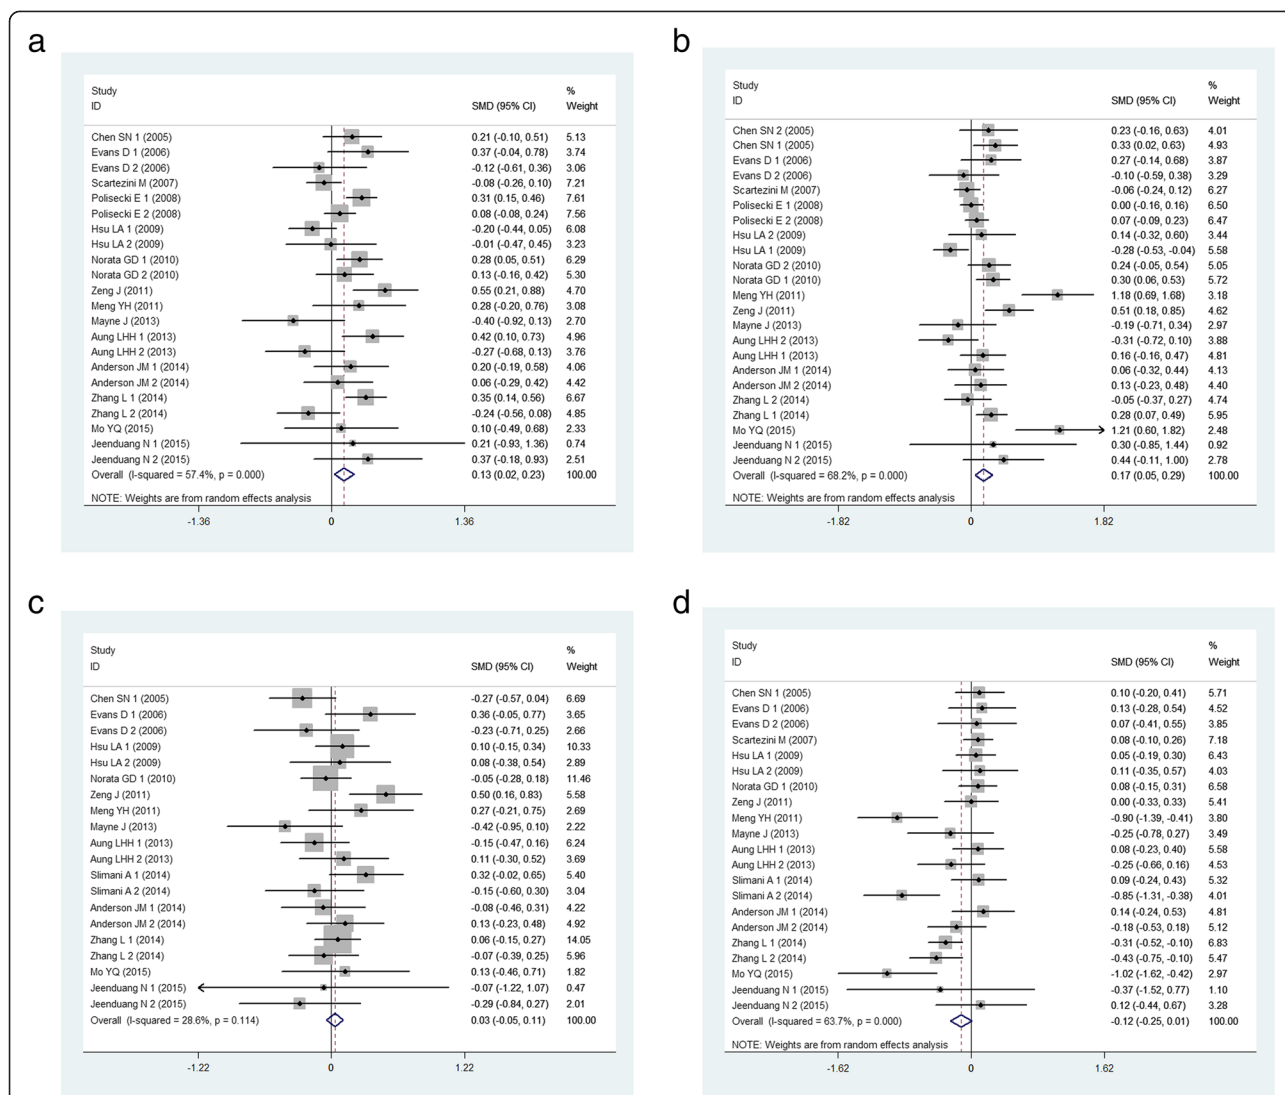 a
Study %
ID SMD (95% CI) Weight
Chen SN 1 (2005) 0.21 (-0.10, 0.51) 5.13
Evans D 1 (2006) 0.37 (-0.04, 0.78) 3.74
Evans D 2 (2006) -0.12 (-0.61, 0.36) 3.06
Scartezini M (2007) -0.08 (-0.26, 0.10) 7.21
Polisecki E 1 (2008) 0.31 (0.15, 0.46) 7.61
Polisecki E 2 (2008) 0.08 (-0.08, 0.24) 7.56
Hsu LA 1 (2009) -0.20 (-0.44, 0.05) 6.08
Hsu LA 2 (2009) -0.01 (-0.47, 0.45) 3.23
Norata GD 1 (2010) 0.28 (0.05, 0.51) 6.29
Norata GD 2 (2010) 0.13 (-0.16, 0.42) 5.30
Zeng J (2011) 0.55 (0.21, 0.88) 4.70
Meng YH (2011) 0.28 (-0.20, 0.76) 3.08
Mayne J (2013) -0.40 (-0.92, 0.13) 2.70
Aung LHH 1 (2013) 0.42 (0.10, 0.73) 4.96
Aung LHH 2 (2013) -0.27 (-0.68, 0.13) 3.76
Anderson JM 1 (2014) 0.20 (-0.19, 0.58) 4.06
Anderson JM 2 (2014) 0.06 (-0.29, 0.42) 4.42
Zhang L 1 (2014) 0.35 (0.14, 0.56) 6.67
Zhang L 2 (2014) -0.24 (-0.56, 0.08) 4.85
Mo YQ (2015) 0.10 (-0.49, 0.68) 2.33
Jeenduang N 1 (2015) 0.21 (-0.93, 1.36) 0.74
Jeenduang N 2 (2015) 0.37 (-0.18, 0.93) 2.51
Overall (I-squared = 57.4%, p = 0.000) 0.13 (0.02, 0.23) 100.00
NOTE: Weights are from random effects analysis
-1.36 0 1.36
b
Study %
ID SMD (95% CI) Weight
Chen SN 2 (2005) 0.23 (-0.16, 0.63) 4.01
Chen SN 1 (2005) 0.33 (0.02, 0.63) 4.93
Evans D 1 (2006) 0.27 (-0.14, 0.68) 3.87
Evans D 2 (2006) -0.10 (-0.59, 0.38) 3.29
Scartezini M (2007) -0.06 (-0.24, 0.12) 6.27
Polisecki E 1 (2008) 0.00 (-0.16, 0.16) 6.50
Polisecki E 2 (2008) 0.07 (-0.09, 0.23) 6.47
Hsu LA 2 (2009) 0.14 (-0.32, 0.60) 3.44
Hsu LA 1 (2009) -0.28 (-0.53, -0.04) 5.58
Norata GD 2 (2010) 0.24 (-0.05, 0.54) 5.05
Norata GD 1 (2010) 0.30 (0.06, 0.53) 5.72
Meng YH (2011) 1.18 (0.69, 1.68) 3.18
Zeng J (2011) 0.51 (0.18, 0.85) 4.62
Mayne J (2013) -0.19 (-0.71, 0.34) 2.97
Aung LHH 2 (2013) -0.31 (-0.72, 0.10) 3.88
Aung LHH 1 (2013) 0.16 (-0.16, 0.47) 4.81
Anderson JM 1 (2014) 0.06 (-0.32, 0.44) 4.13
Anderson JM 2 (2014) 0.13 (-0.23, 0.48) 4.40
Zhang L 2 (2014) -0.05 (-0.37, 0.27) 4.74
Zhang L 1 (2014) 0.28 (0.07, 0.49) 5.95
Mo YQ (2015) 1.21 (0.60, 1.82) 2.48
Jeenduang N 1 (2015) 0.30 (-0.85, 1.44) 0.92
Jeenduang N 2 (2015) 0.44 (-0.11, 1.00) 2.78
Overall (I-squared = 68.2%, p = 0.000) 0.17 (0.05, 0.29) 100.00
NOTE: Weights are from random effects analysis
-1.82 0 1.82
c
Study %
ID SMD (95% CI) Weight
Chen SN 1 (2005) -0.27 (-0.57, 0.04) 6.69
Evans D 1 (2006) 0.36 (-0.05, 0.77) 3.65
Evans D 2 (2006) -0.23 (-0.71, 0.25) 2.66
Hsu LA 1 (2009) 0.10 (-0.15, 0.34) 10.33
Hsu LA 2 (2009) 0.08 (-0.38, 0.54) 2.89
Norata GD 1 (2010) -0.05 (-0.28, 0.18) 11.46
Zeng J (2011) 0.50 (0.16, 0.83) 5.58
Meng YH (2011) 0.27 (-0.21, 0.75) 2.69
Mayne J (2013) -0.42 (-0.95, 0.10) 2.22
Aung LHH 1 (2013) -0.15 (-0.47, 0.16) 6.24
Aung LHH 2 (2013) 0.11 (-0.30, 0.52) 3.69
Slimani A 1 (2014) 0.32 (-0.02, 0.65) 5.40
Slimani A 2 (2014) -0.15 (-0.60, 0.30) 3.04
Anderson JM 1 (2014) -0.08 (-0.46, 0.31) 4.22
Anderson JM 2 (2014) 0.13 (-0.23, 0.48) 4.92
Zhang L 1 (2014) 0.06 (-0.15, 0.27) 14.05
Zhang L 2 (2014) -0.07 (-0.39, 0.25) 5.96
Mo YQ (2015) 0.13 (-0.46, 0.71) 1.82
Jeenduang N 1 (2015) -0.07 (-1.22, 1.07) 0.47
Jeenduang N 2 (2015) -0.29 (-0.84, 0.27) 2.01
Overall (I-squared = 28.6%, p = 0.114) 0.03 (-0.05, 0.11) 100.00
-1.22 0 1.22
d
Study %
ID SMD (95% CI) Weight
Chen SN 1 (2005) 0.10 (-0.20, 0.41) 5.71
Evans D 1 (2006) 0.13 (-0.28, 0.54) 4.52
Evans D 2 (2006) 0.07 (-0.41, 0.55) 3.85
Scartezini M (2007) 0.08 (-0.10, 0.26) 7.18
Hsu LA 1 (2009) 0.05 (-0.19, 0.30) 6.43
Hsu LA 2 (2009) 0.11 (-0.35, 0.57) 4.03
Norata GD 1 (2010) 0.08 (-0.15, 0.31) 6.58
Zeng J (2011) 0.00 (-0.33, 0.33) 5.41
Meng YH (2011) -0.90 (-1.39, -0.41) 3.80
Mayne J (2013) -0.25 (-0.78, 0.27) 3.49
Aung LHH 1 (2013) 0.08 (-0.23, 0.40) 5.58
Aung LHH 2 (2013) -0.25 (-0.66, 0.16) 4.53
Slimani A 1 (2014) 0.09 (-0.24, 0.43) 5.32
Slimani A 2 (2014) -0.85 (-1.31, -0.38) 4.01
Anderson JM 1 (2014) 0.14 (-0.24, 0.53) 4.81
Anderson JM 2 (2014) -0.18 (-0.53, 0.18) 5.12
Zhang L 1 (2014) -0.31 (-0.52, -0.10) 6.83
Zhang L 2 (2014) -0.43 (-0.75, -0.10) 5.47
Mo YQ (2015) -1.02 (-1.62, -0.42) 2.97
Jeenduang N 1 (2015) -0.37 (-1.52, 0.77) 1.10
Jeenduang N 2 (2015) 0.12 (-0.44, 0.67) 3.28
Overall (I-squared = 63.7%, p = 0.000) -0.12 (-0.25, 0.01) 100.00
NOTE: Weights are from random effects analysis
-1.62 0 1.62